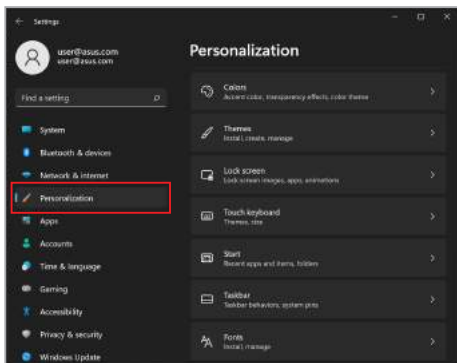 Settings
user@asus.com
user@asus.com
Find a setting
System
Bluetooth & devices
Network & internet
Personalization
Apps
Accounts
Time & language
Gaming
Accessibility
Privacy & security
Windows Update
Personalization
Colors
Accent color, transparency effects, color theme
Themes
Install, create, manage
Lock screen
Lock screen images, apps, animations
Touch keyboard
Themes, size
Start
Recent apps and items, folders
Taskbar
Taskbar behaviors, system pins
Fonts
Install, manage